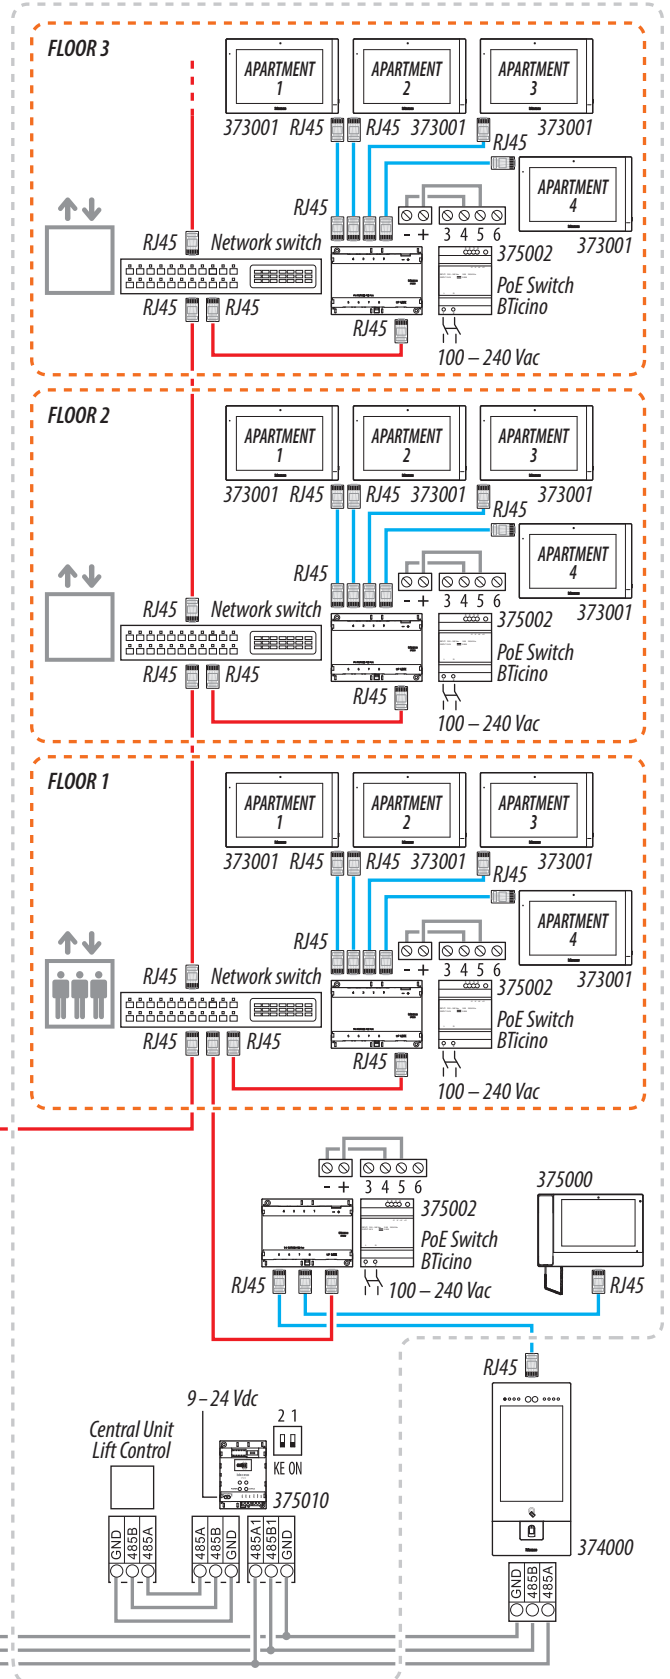 FLOOR 3
APARTMENT
1
APARTMENT
2
APARTMENT
3
373001 RJ45 RJ45 373001 373001
RJ45
APARTMENT
4
373001
RJ45
- + 3 4 5 6
RJ45 Network switch
375002
PoE Switch
BTicino
RJ45 RJ45
RJ45
100 – 240 Vac
FLOOR 2
APARTMENT
1
APARTMENT
2
APARTMENT
3
373001 RJ45 RJ45 373001 373001
RJ45
APARTMENT
4
373001
RJ45
- + 3 4 5 6
RJ45 Network switch
375002
PoE Switch
BTicino
RJ45 RJ45
RJ45
100 – 240 Vac
FLOOR 1
APARTMENT
1
APARTMENT
2
APARTMENT
3
373001 RJ45 RJ45 373001 373001
RJ45
APARTMENT
4
373001
RJ45
- + 3 4 5 6
RJ45 Network switch
375002
PoE Switch
BTicino
RJ45 RJ45
RJ45
100 – 240 Vac
- + 3 4 5 6
375002
PoE Switch
BTicino
375000
RJ45 100 – 240 Vac RJ45
RJ45
9 – 24 Vdc
2 1
KE ON
Central Unit
Lift Control
375010
374000
GND
485B
485A
485A
485B
GND
485A1
485B1
GND
GND
485B
485A